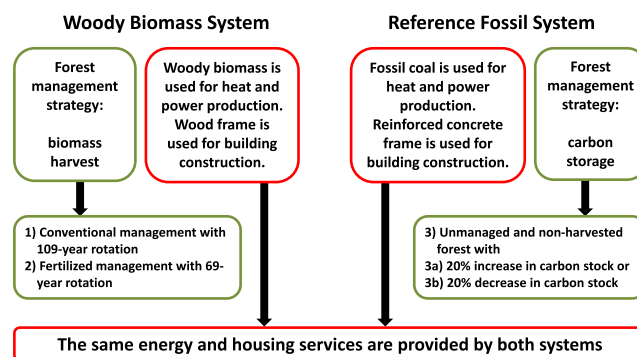 Woody Biomass System
Forest
management
strategy:
biomass
harvest
Woody biomass is
used for heat and
power production.
Wood frame is
used for building
construction.
1) Conventional management with
109-year rotation
2) Fertilized management with 69-
year rotation
Reference Fossil System
Fossil coal is used for
heat and power
production.
Reinforced concrete
frame is used for
building construction.
Forest
management
strategy:
carbon
storage
3) Unmanaged and non-harvested
forest with
3a) 20% increase in carbon stock or
3b) 20% decrease in carbon stock
The same energy and housing services are provided by both systems